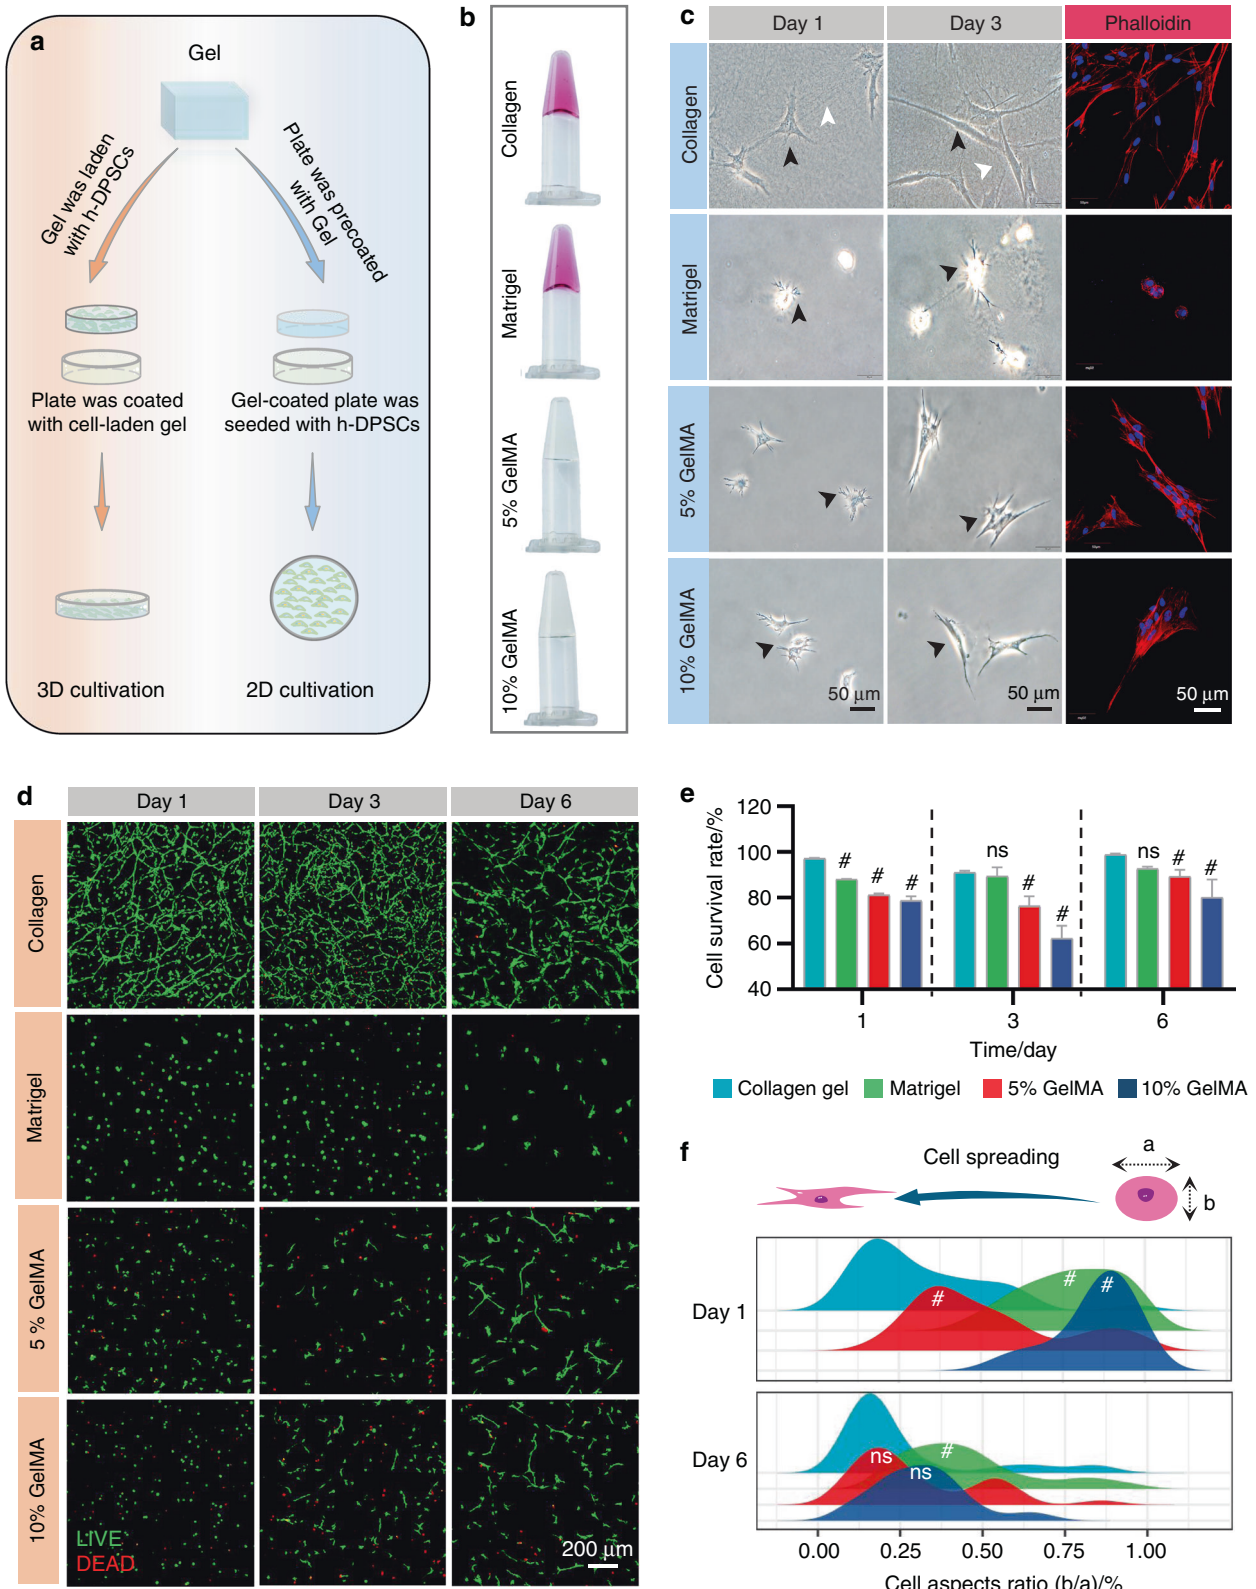 a
Gel
Gel was laden
with h-DPSCs
Plate was precoated
with Gel
Plate was coated
with cell-laden gel
Gel-coated plate was
seeded with h-DPSCs
3D cultivation
2D cultivation
b
Collagen
Matrigel
5% GelMA
10% GelMA
c
Day 1
Day 3
Phalloidin
Collagen
Matrigel
5% GelMA
10% GelMA
50 μm
50 μm
50 μm
d
Day 1
Day 3
Day 6
Collagen
Matrigel
5 % GelMA
10% GelMA
LIVE
DEAD
200 μm
e
Cell survival rate/%
120
100
80
60
40
# # #
ns # #
ns # #
1
3
6
Time/day
Collagen gel
Matrigel
5% GelMA
10% GelMA
f
Cell spreading
a
b
Day 1
# # #
Day 6
ns ns #
0.00
0.25
0.50
0.75
1.00
Cell aspects ratio (b/a)/%